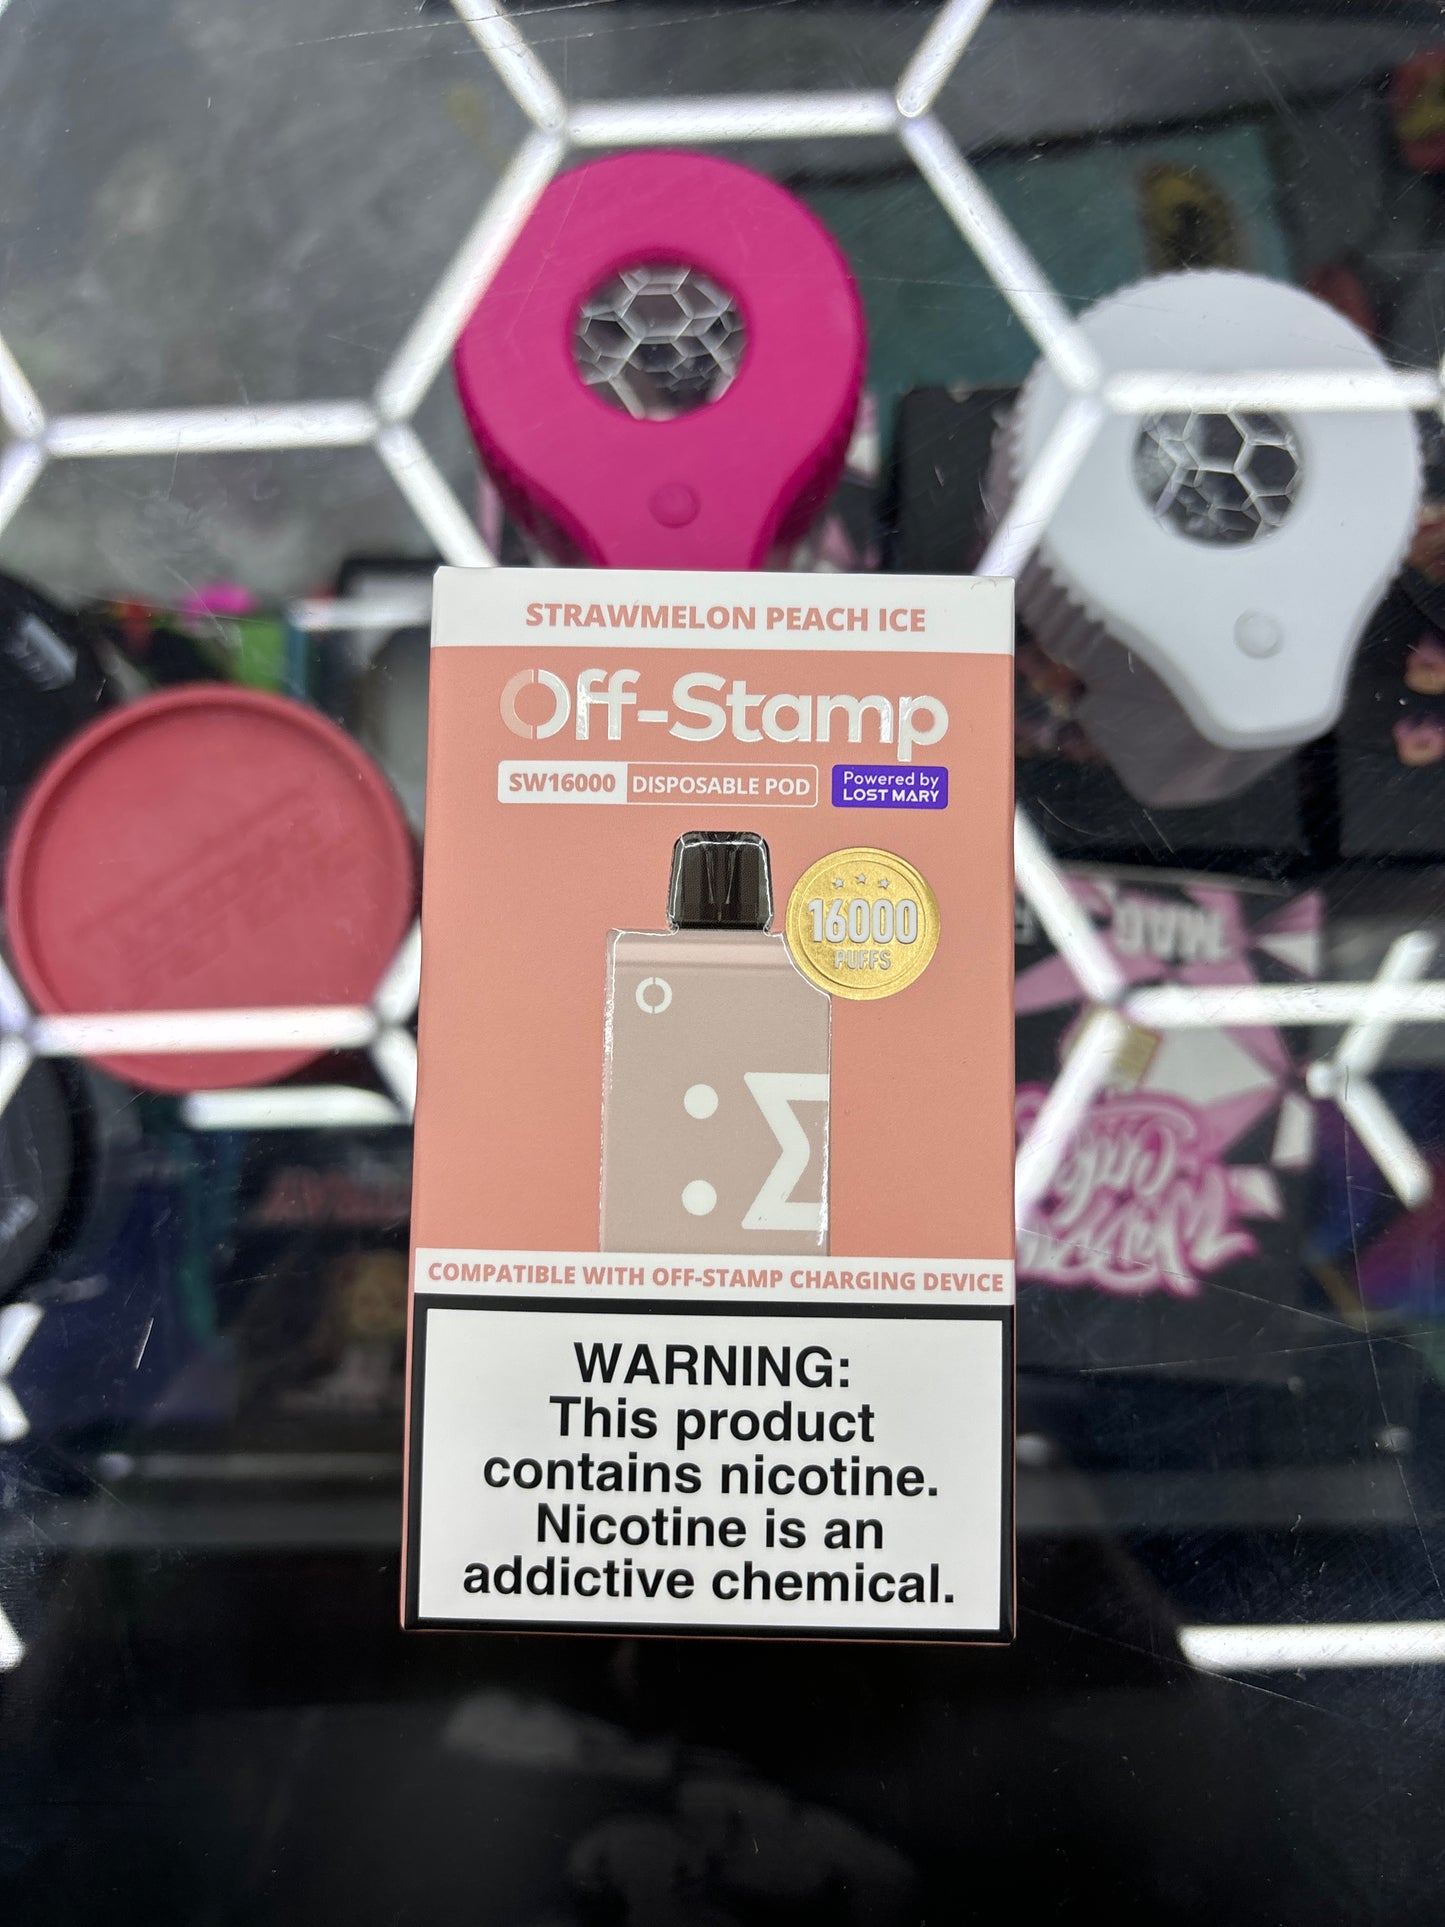 STRAWMELON PEACH ICE
Off-Stamp
SW16000 DISPOSABLE POD
Powered by
LOST MARY
16000
PUFFS
COMPATIBLE WITH OFF-STAMP CHARGING DEVICE
WARNING:
This product
contains nicotine.
Nicotine is an
addictive chemical.
MAG